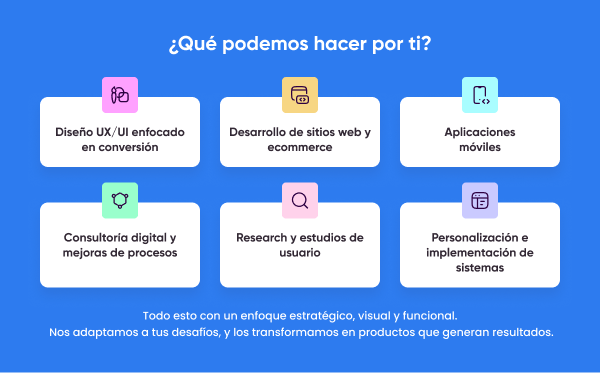 ¿Qué podemos hacer por ti?
Diseño UX/UI enfocado
en conversión
Desarrollo de sitios web y
ecommerce
Aplicaciones
móviles
Consultoría digital y
mejoras de procesos
Research y estudios de
usuario
Personalización e
implementación de
sistemas
Todo esto con un enfoque estratégico, visual y funcional.
Nos adaptamos a tus desafíos, y los transformamos en productos que generan resultados.